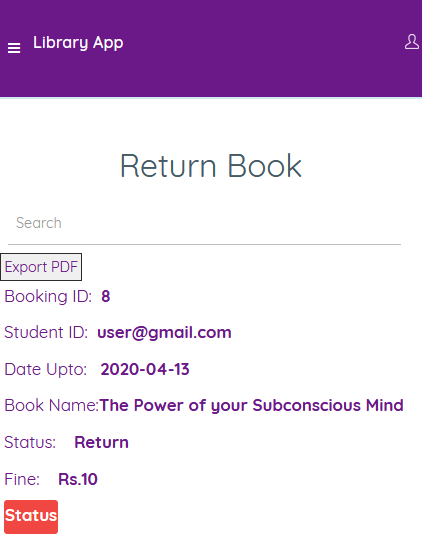 Library App
Return Book
Search
Export PDF
Booking ID: 8
Student ID: user@gmail.com
Date Upto: 2020-04-13
Book Name:The Power of your Subconscious Mind
Status: Return
Fine: Rs.10
Status